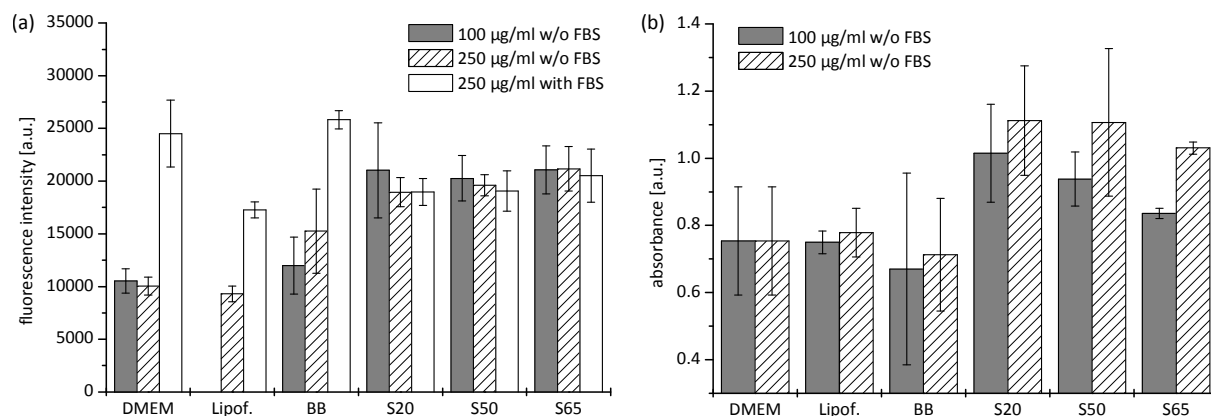 (a)
35000
30000
25000
20000
15000
10000
5000
0
fluorescence intensity [a.u.]
100 µg/ml w/o FBS
250 µg/ml w/o FBS
250 µg/ml with FBS
DMEM Lipof. BB S20 S50 S65
(b)
1.4
1.2
1.0
0.8
0.6
0.4
absorbance [a.u.]
100 µg/ml w/o FBS
250 µg/ml w/o FBS
DMEM Lipof. BB S20 S50 S65